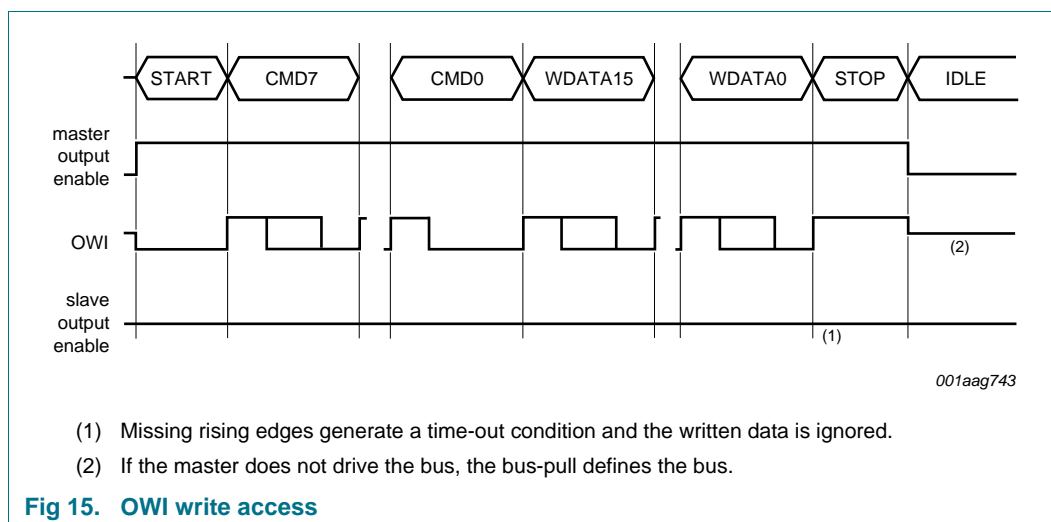 START CMD7 CMD0 WDATA15 WDATA0 STOP IDLE
master
output
enable
OWI
(2)
slave
output
enable
(1)
001aag743
(1) Missing rising edges generate a time-out condition and the written data is ignored.
(2) If the master does not drive the bus, the bus-pull defines the bus.
Fig 15. OWI write access